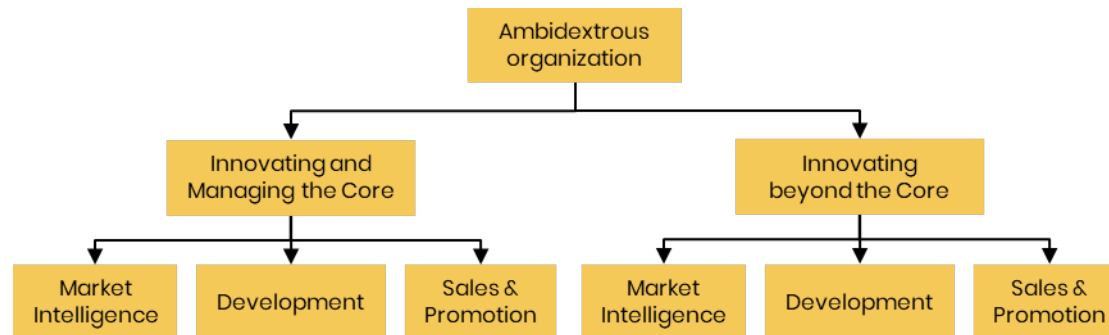 Ambidextrous
organization
Innovating and
Managing the Core
Innovating
beyond the Core
Market
Intelligence
Development
Sales &
Promotion
Market
Intelligence
Development
Sales &
Promotion